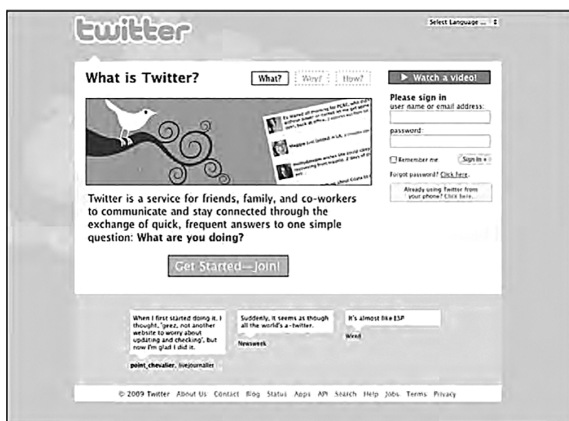 twitter
Select Language ...
What is Twitter?
What?
Why?
How?
Watch a video!
Please sign in
user name or email address:
password:
Remember me
Sign In »
Forgot password? Click here.
Already using Twitter from
your phone? Click here.
Twitter is a service for friends, family, and co-workers
to communicate and stay connected through the
exchange of quick, frequent answers to one simple
question: What are you doing?
Get Started—Join!
When I first started doing it, I
thought, 'geez, not another
website to worry about
updating and checking', but
now I'm glad I did it.
point_chevalier, livejournaller
Suddenly, it seems as though
all the world's a-twitter.
Newsweek
It's almost like ESP
Wired
© 2009 Twitter About Us Contact Blog Status Apps API Search Help Jobs Terms Privacy